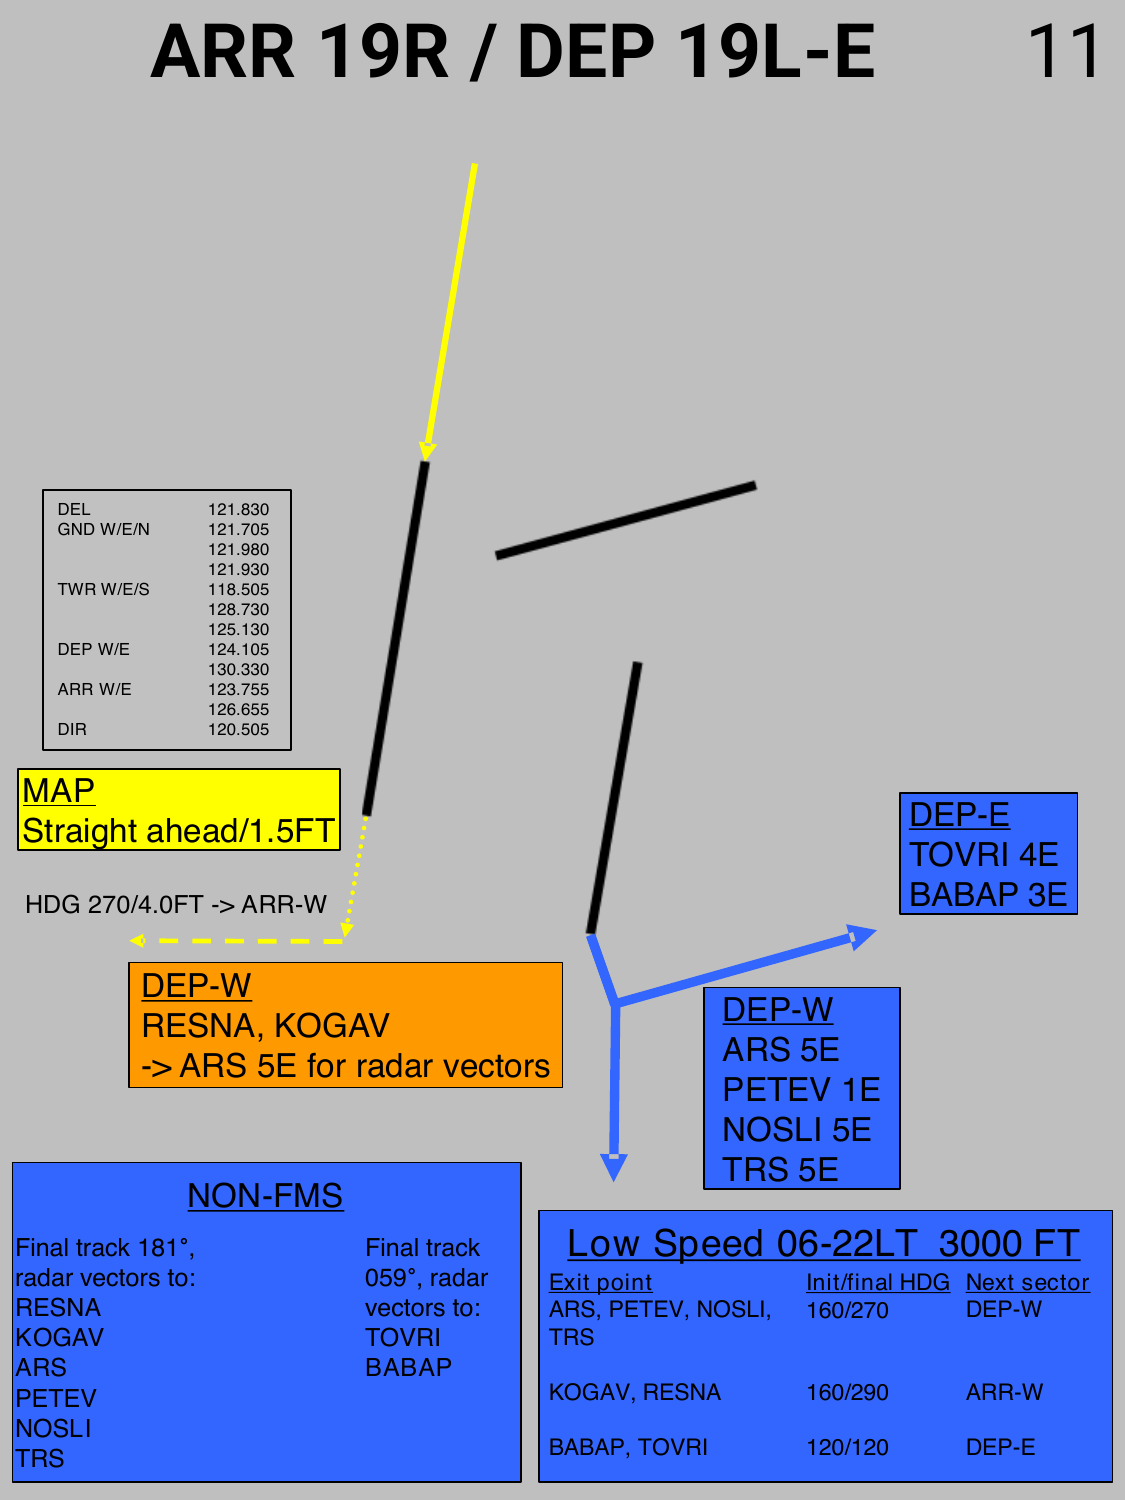 ARR 19R / DEP 19L-E 11
DEL 121.830
GND W/E/N 121.705
121.980
121.930
TWR W/E/S 118.505
128.730
125.130
DEP W/E 124.105
130.330
ARR W/E 123.755
126.655
DIR 120.505
MAP
Straight ahead/1.5FT
HDG 270/4.0FT -> ARR-W
DEP-E
TOVRI 4E
BABAP 3E
DEP-W
RESNA, KOGAV
-> ARS 5E for radar vectors
DEP-W
ARS 5E
PETEV 1E
NOSLI 5E
TRS 5E
NON-FMS
Final track 181°,
radar vectors to:
RESNA
KOGAV
ARS
PETEV
NOSLI
TRS
Final track
059°, radar
vectors to:
TOVRI
BABAP
Low Speed 06-22LT 3000 FT
Exit point Init/final HDG Next sector
ARS, PETEV, NOSLI, 160/270 DEP-W
TRS
KOGAV, RESNA 160/290 ARR-W
BABAP, TOVRI 120/120 DEP-E